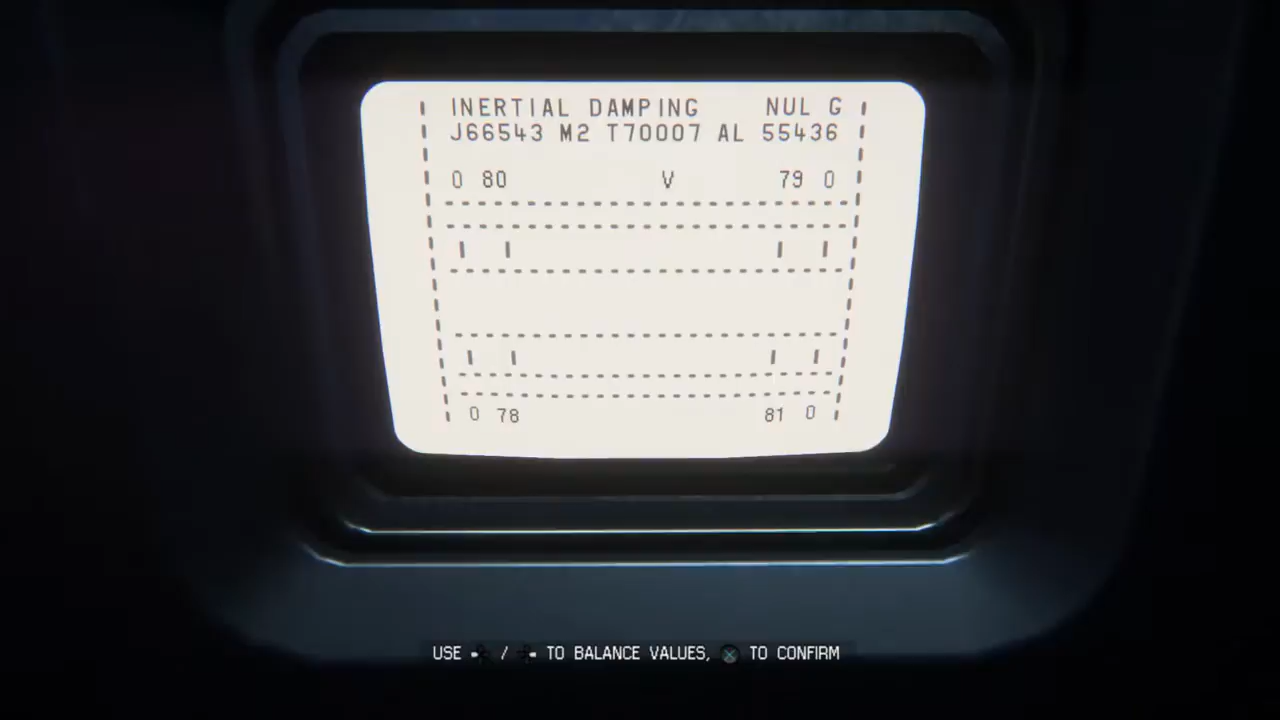 INERTIAL DAMPING NUL G
J66543 M2 T70007 AL 55436
0 80 V 79 0
0 78 81 0
USE / TO BALANCE VALUES, TO CONFIRM